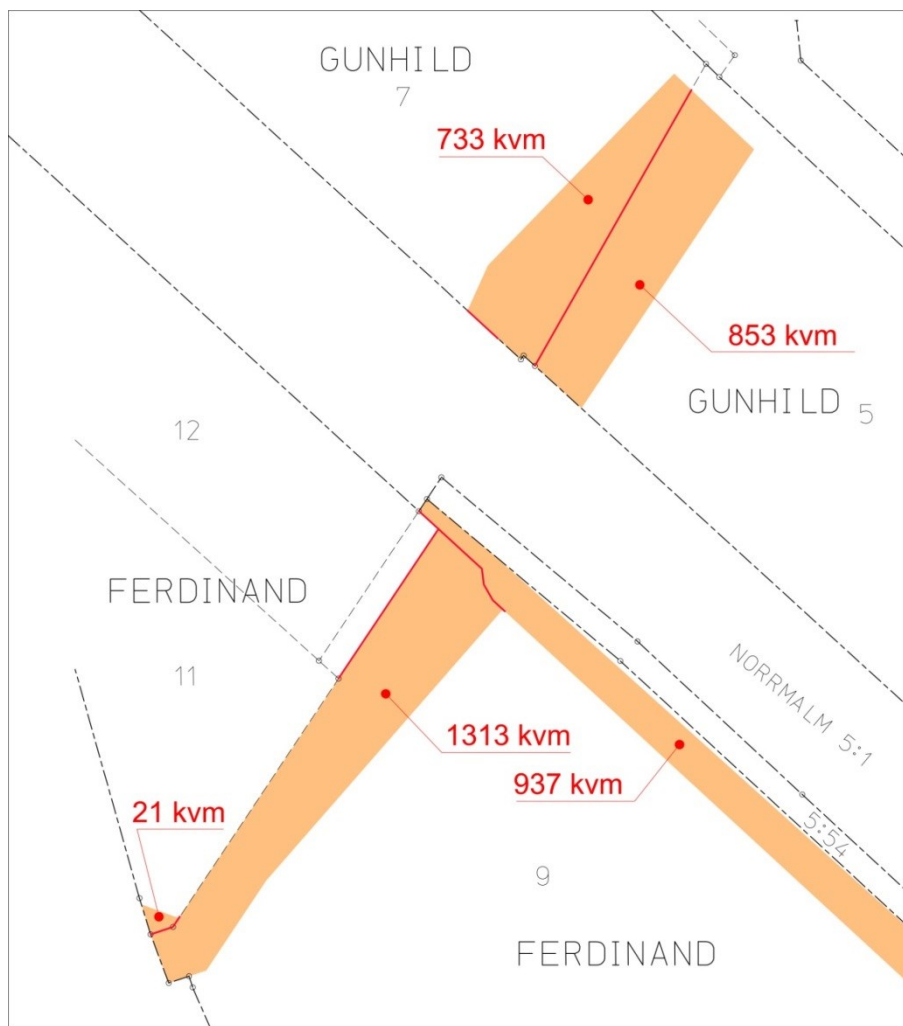 GUNHILD
7
733 kvm
853 kvm
GUNHILD 5
12
FERDINAND
11
NORRMALM 5:1
1313 kvm
937 kvm
21 kvm
5:54
9
FERDINAND